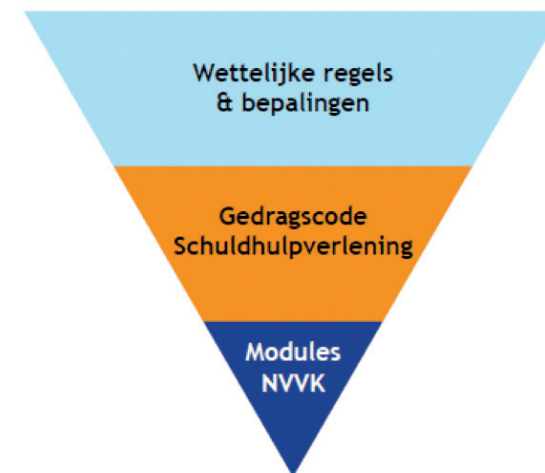 Wettelijke regels
& bepalingen
Gedragscode
Schuldhulpverlening
Modules
NVVK